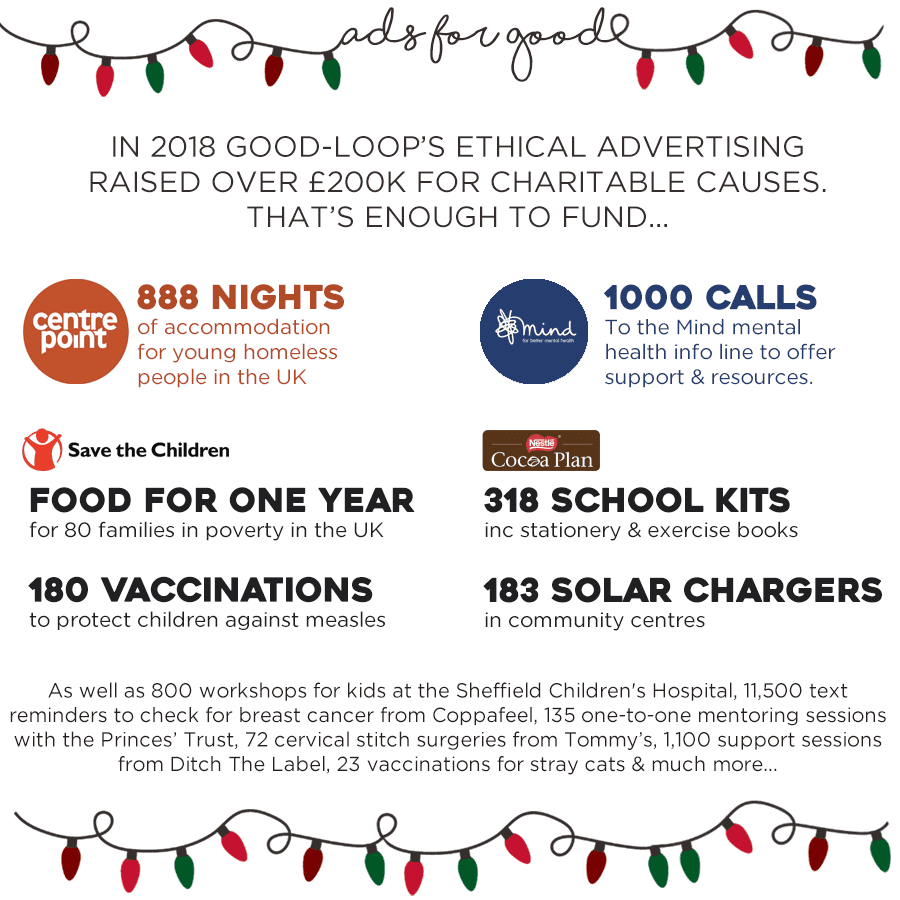 ads for good
IN 2018 GOOD-LOOP'S ETHICAL ADVERTISING
RAISED OVER £200K FOR CHARITABLE CAUSES.
THAT'S ENOUGH TO FUND...
centre
point
888 NIGHTS
of accommodation
for young homeless
people in the UK
mind
for better mental health
1000 CALLS
To the Mind mental
health info line to offer
support & resources.
Save the Children
FOOD FOR ONE YEAR
for 80 families in poverty in the UK
180 VACCINATIONS
to protect children against measles
Nestlé
Cocoa Plan
318 SCHOOL KITS
inc stationery & exercise books
183 SOLAR CHARGERS
in community centres
As well as 800 workshops for kids at the Sheffield Children's Hospital, 11,500 text
reminders to check for breast cancer from Coppafeel, 135 one-to-one mentoring sessions
with the Princes' Trust, 72 cervical stitch surgeries from Tommy's, 1,100 support sessions
from Ditch The Label, 23 vaccinations for stray cats & much more...